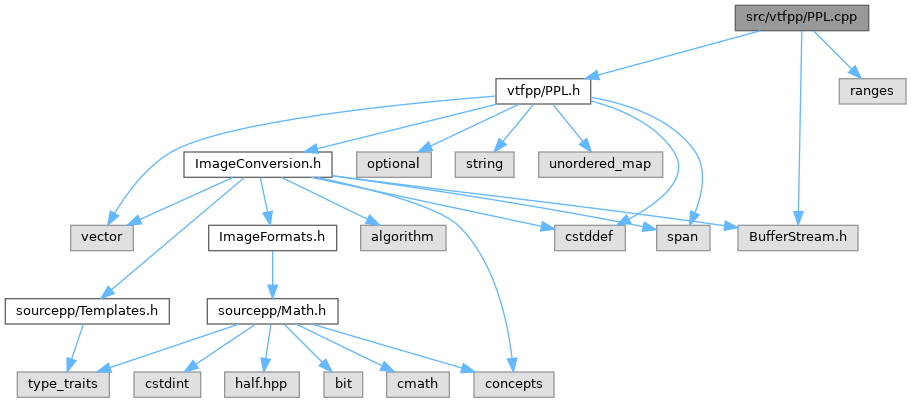 src/vtfpp/PPL.cpp
vtfpp/PPL.h
ranges
ImageConversion.h
optional
string
unordered_map
vector
ImageFormats.h
algorithm
cstddef
span
BufferStream.h
sourcepp/Templates.h
sourcepp/Math.h
type_traits
cstdint
half.hpp
bit
cmath
concepts